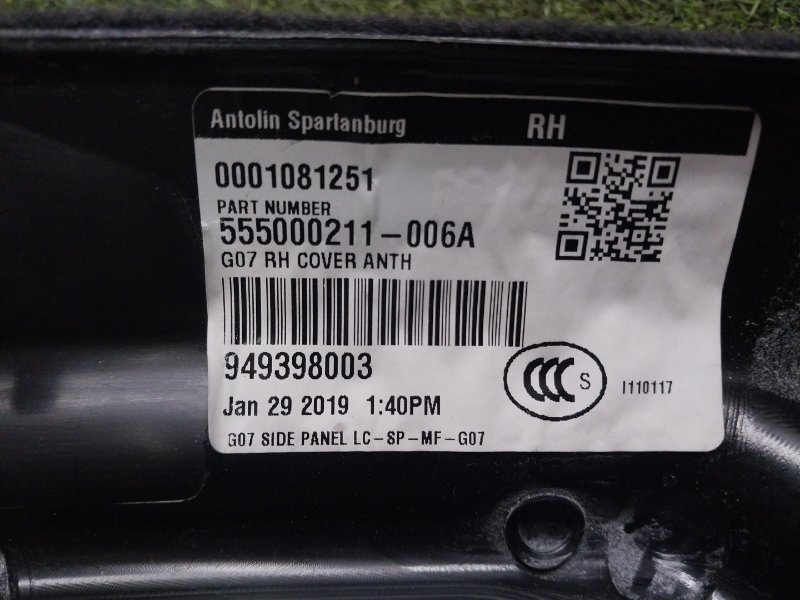 Antolin Spartanburg RH
0001081251
PART NUMBER
555000211-006A
G07 RH COVER ANTH
949398003
Jan 29 2019 1:40PM
CCC S
I110117
G07 SIDE PANEL LC-SP-MF-G07